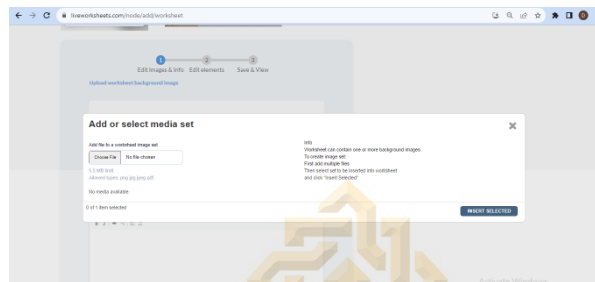 liveworksheets.com/node/add/worksheet
1 2 3
Edit Images & Info Edit elements Save & View
Upload worksheet background image
Add or select media set
Add file to a worksheet image set
Choose File No file chosen
5.5 MB limit.
Allowed types: png jpg jpeg pdf.
No media available.
0 of 1 item selected
Info
Worksheet can contain one or more background images.
To create image set:
First add multiple files
Then select set to be inserted into worksheet
and click "Insert Selected"
INSERT SELECTED